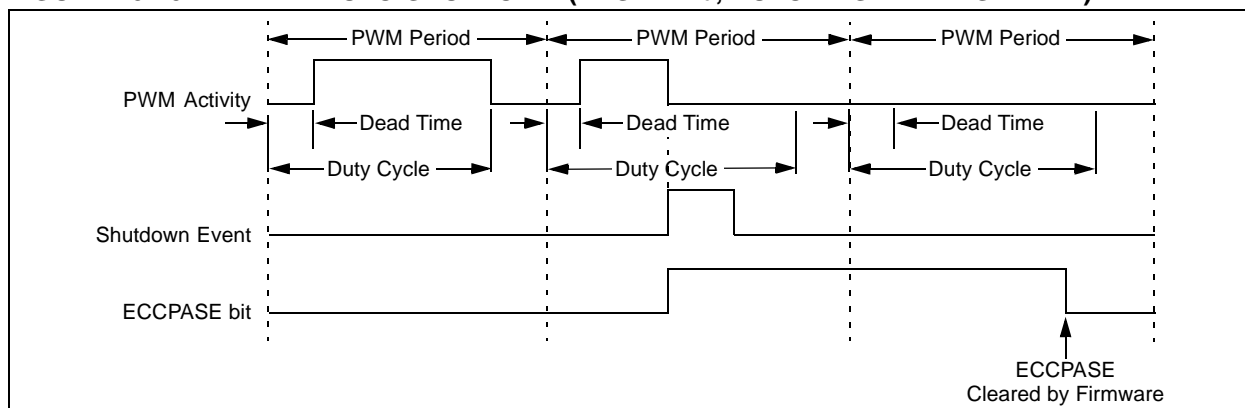 PWM Period PWM Period PWM Period
PWM Activity
Dead Time Dead Time Dead Time
Duty Cycle Duty Cycle Duty Cycle
Shutdown Event
ECCPASE bit
ECCPASE
Cleared by Firmware